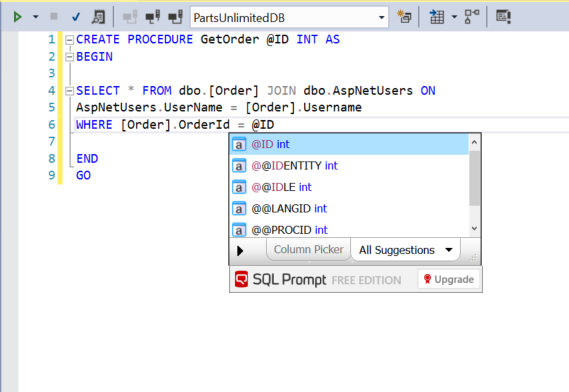 PartsUnlimitedDB
1 CREATE PROCEDURE GetOrder @ID INT AS
2 BEGIN
3
4 SELECT * FROM dbo.[Order] JOIN dbo.AspNetUsers ON
5 AspNetUsers.UserName = [Order].Username
6 WHERE [Order].OrderId = @ID
7
8 END
9 GO
a @ID int
a @@IDENTITY int
a @@IDLE int
a @@LANGID int
a @@PROCID int
Column Picker All Suggestions
SQL Prompt FREE EDITION Upgrade